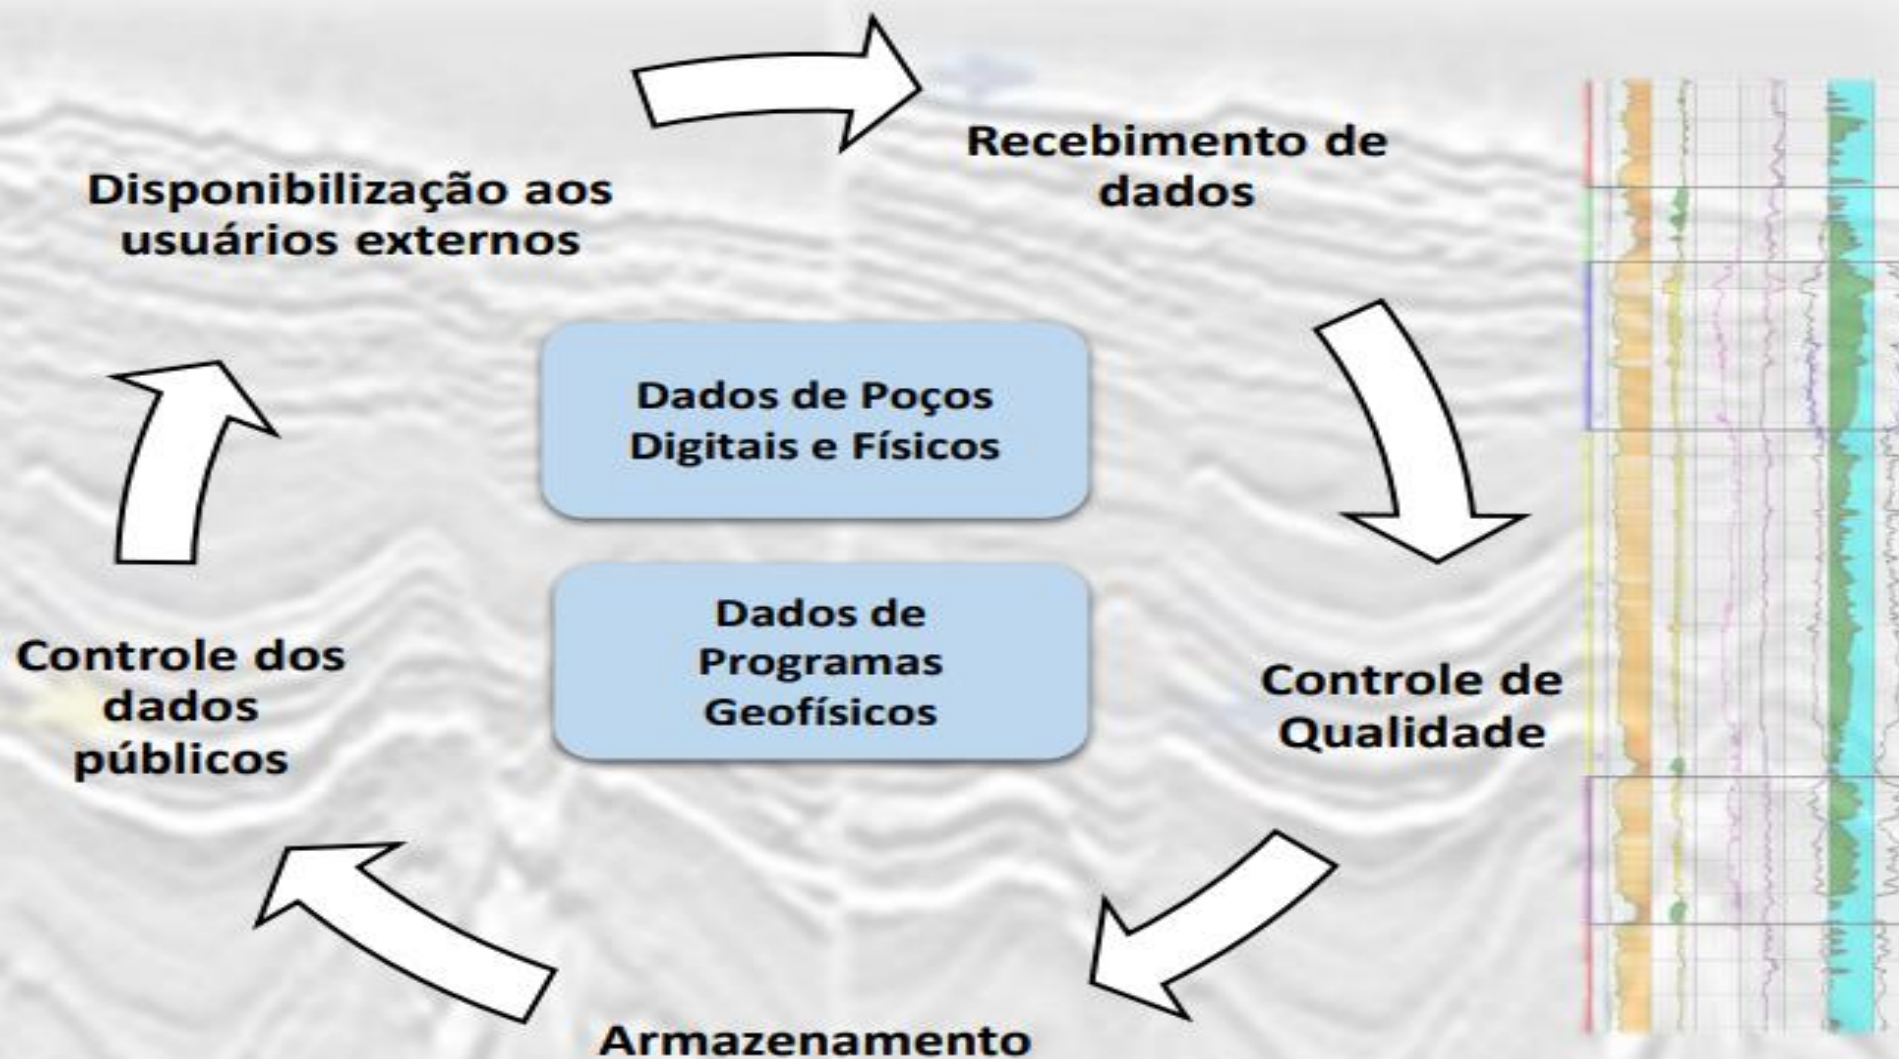 Recebimento de
dados
Disponibilização aos
usuários externos
Dados de Poços
Digitais e Físicos
Dados de
Programas
Geofísicos
Controle dos
dados
públicos
Controle de
Qualidade
Armazenamento